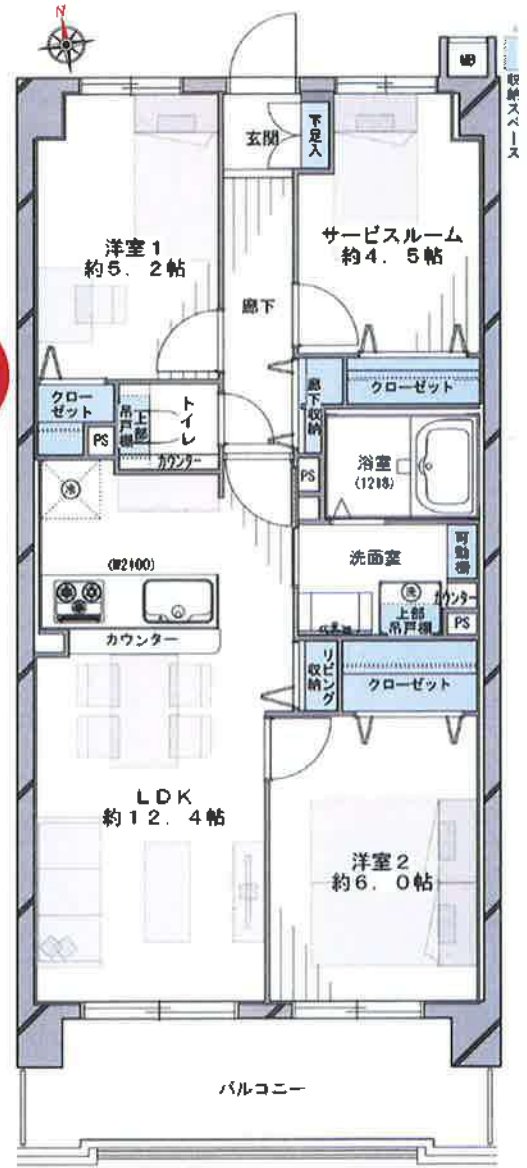 N
MB
収納スペース
玄関
下足入
洋室1
約5．2帖
サービスルーム
約4．5帖
廊下
クローゼット
廊下収納
クロー
ゼット
PS
上部
吊戸棚
トイレ
カウンター
浴室
(1218)
PS
冷
(W2400)
洗面室
可動棚
洗
上部
吊戸棚
カウンター
PS
カウンター
リビング
収納
クローゼット
LDK
約12．4帖
洋室2
約6．0帖
バルコニー